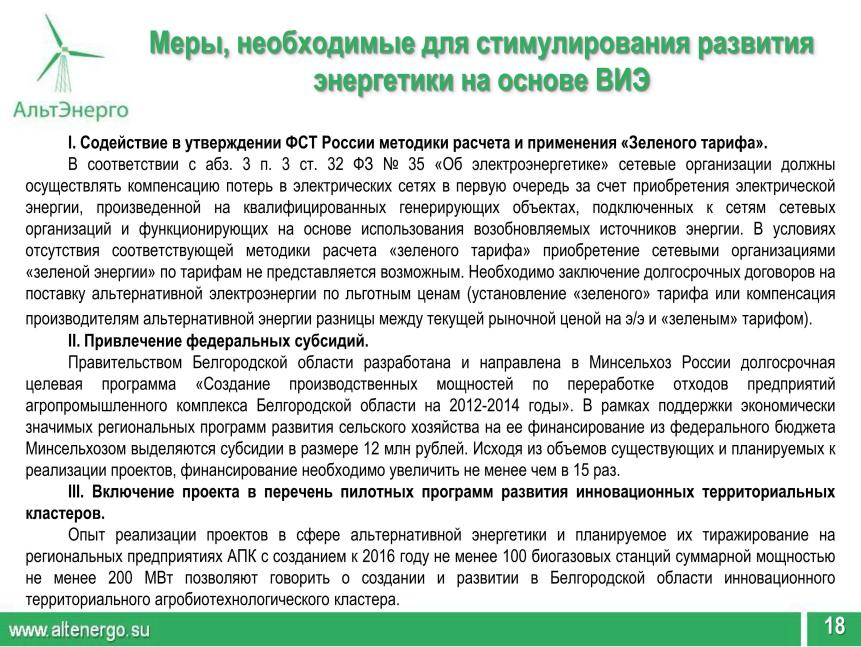 Меры, необходимые для стимулирования развития
энергетики на основе ВИЭ
АльтЭнерго
I. Содействие в утверждении ФСТ России методики расчета и применения «Зеленого тарифа».
В соответствии с абз. 3 п. 3 ст. 32 ФЗ № 35 «Об электроэнергетике» сетевые организации должны
осуществлять компенсацию потерь в электрических сетях в первую очередь за счет приобретения электрической
энергии, произведенной на квалифицированных генерирующих объектах, подключенных к сетям сетевых
организаций и функционирующих на основе использования возобновляемых источников энергии. В условиях
отсутствия соответствующей методики расчета «зеленого тарифа» приобретение сетевыми организациями
«зеленой энергии» по тарифам не представляется возможным. Необходимо заключение долгосрочных договоров на
поставку альтернативной электроэнергии по льготным ценам (установление «зеленого» тарифа или компенсация
производителям альтернативной энергии разницы между текущей рыночной ценой на э/э и «зеленым» тарифом).
II. Привлечение федеральных субсидий.
Правительством Белгородской области разработана и направлена в Минсельхоз России долгосрочная
целевая программа «Создание производственных мощностей по переработке отходов предприятий
агропромышленного комплекса Белгородской области на 2012-2014 годы». В рамках поддержки экономически
значимых региональных программ развития сельского хозяйства на ее финансирование из федерального бюджета
Минсельхозом выделяются субсидии в размере 12 млн рублей. Исходя из объемов существующих и планируемых к
реализации проектов, финансирование необходимо увеличить не менее чем в 15 раз.
III. Включение проекта в перечень пилотных программ развития инновационных территориальных
кластеров.
Опыт реализации проектов в сфере альтернативной энергетики и планируемое их тиражирование на
региональных предприятиях АПК с созданием к 2016 году не менее 100 биогазовых станций суммарной мощностью
не менее 200 МВт позволяют говорить о создании и развитии в Белгородской области инновационного
территориального агробиотехнологического кластера.
www.altenergo.su
18